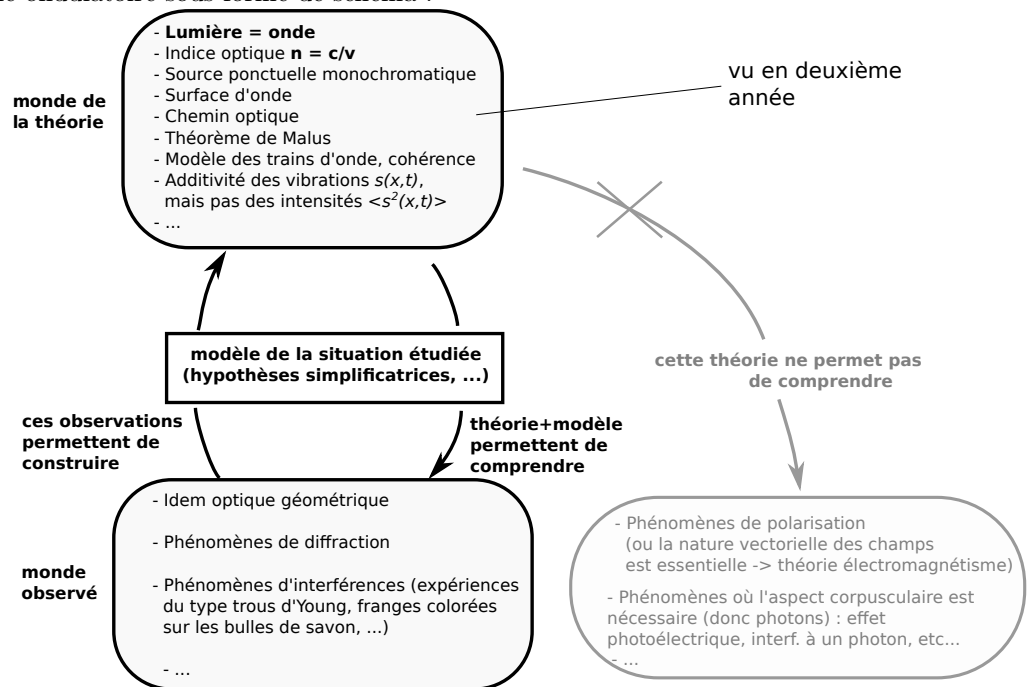 ondulatoire sous forme de schéma :
- Lumière = onde
- Indice optique n = c/v
- Source ponctuelle monochromatique
- Surface d'onde
- Chemin optique
- Théorème de Malus
- Modèle des trains d'onde, cohérence
- Additivité des vibrations s(x,t),
mais pas des intensités <s²(x,t)>
- ...
monde de
la théorie
vu en deuxième
année
modèle de la situation étudiée
(hypothèses simplificatrices, ...)
cette théorie ne permet pas
de comprendre
ces observations
permettent de
construire
théorie+modèle
permettent de
comprendre
monde
observé
- Idem optique géométrique
- Phénomènes de diffraction
- Phénomènes d'interférences (expériences
du type trous d'Young, franges colorées
sur les bulles de savon, ...)
- ...
- Phénomènes de polarisation
(ou la nature vectorielle des champs
est essentielle -> théorie électromagnétisme)
- Phénomènes où l'aspect corpusculaire est
nécessaire (donc photons) : effet
photoélectrique, interf. à un photon, etc...
- ...